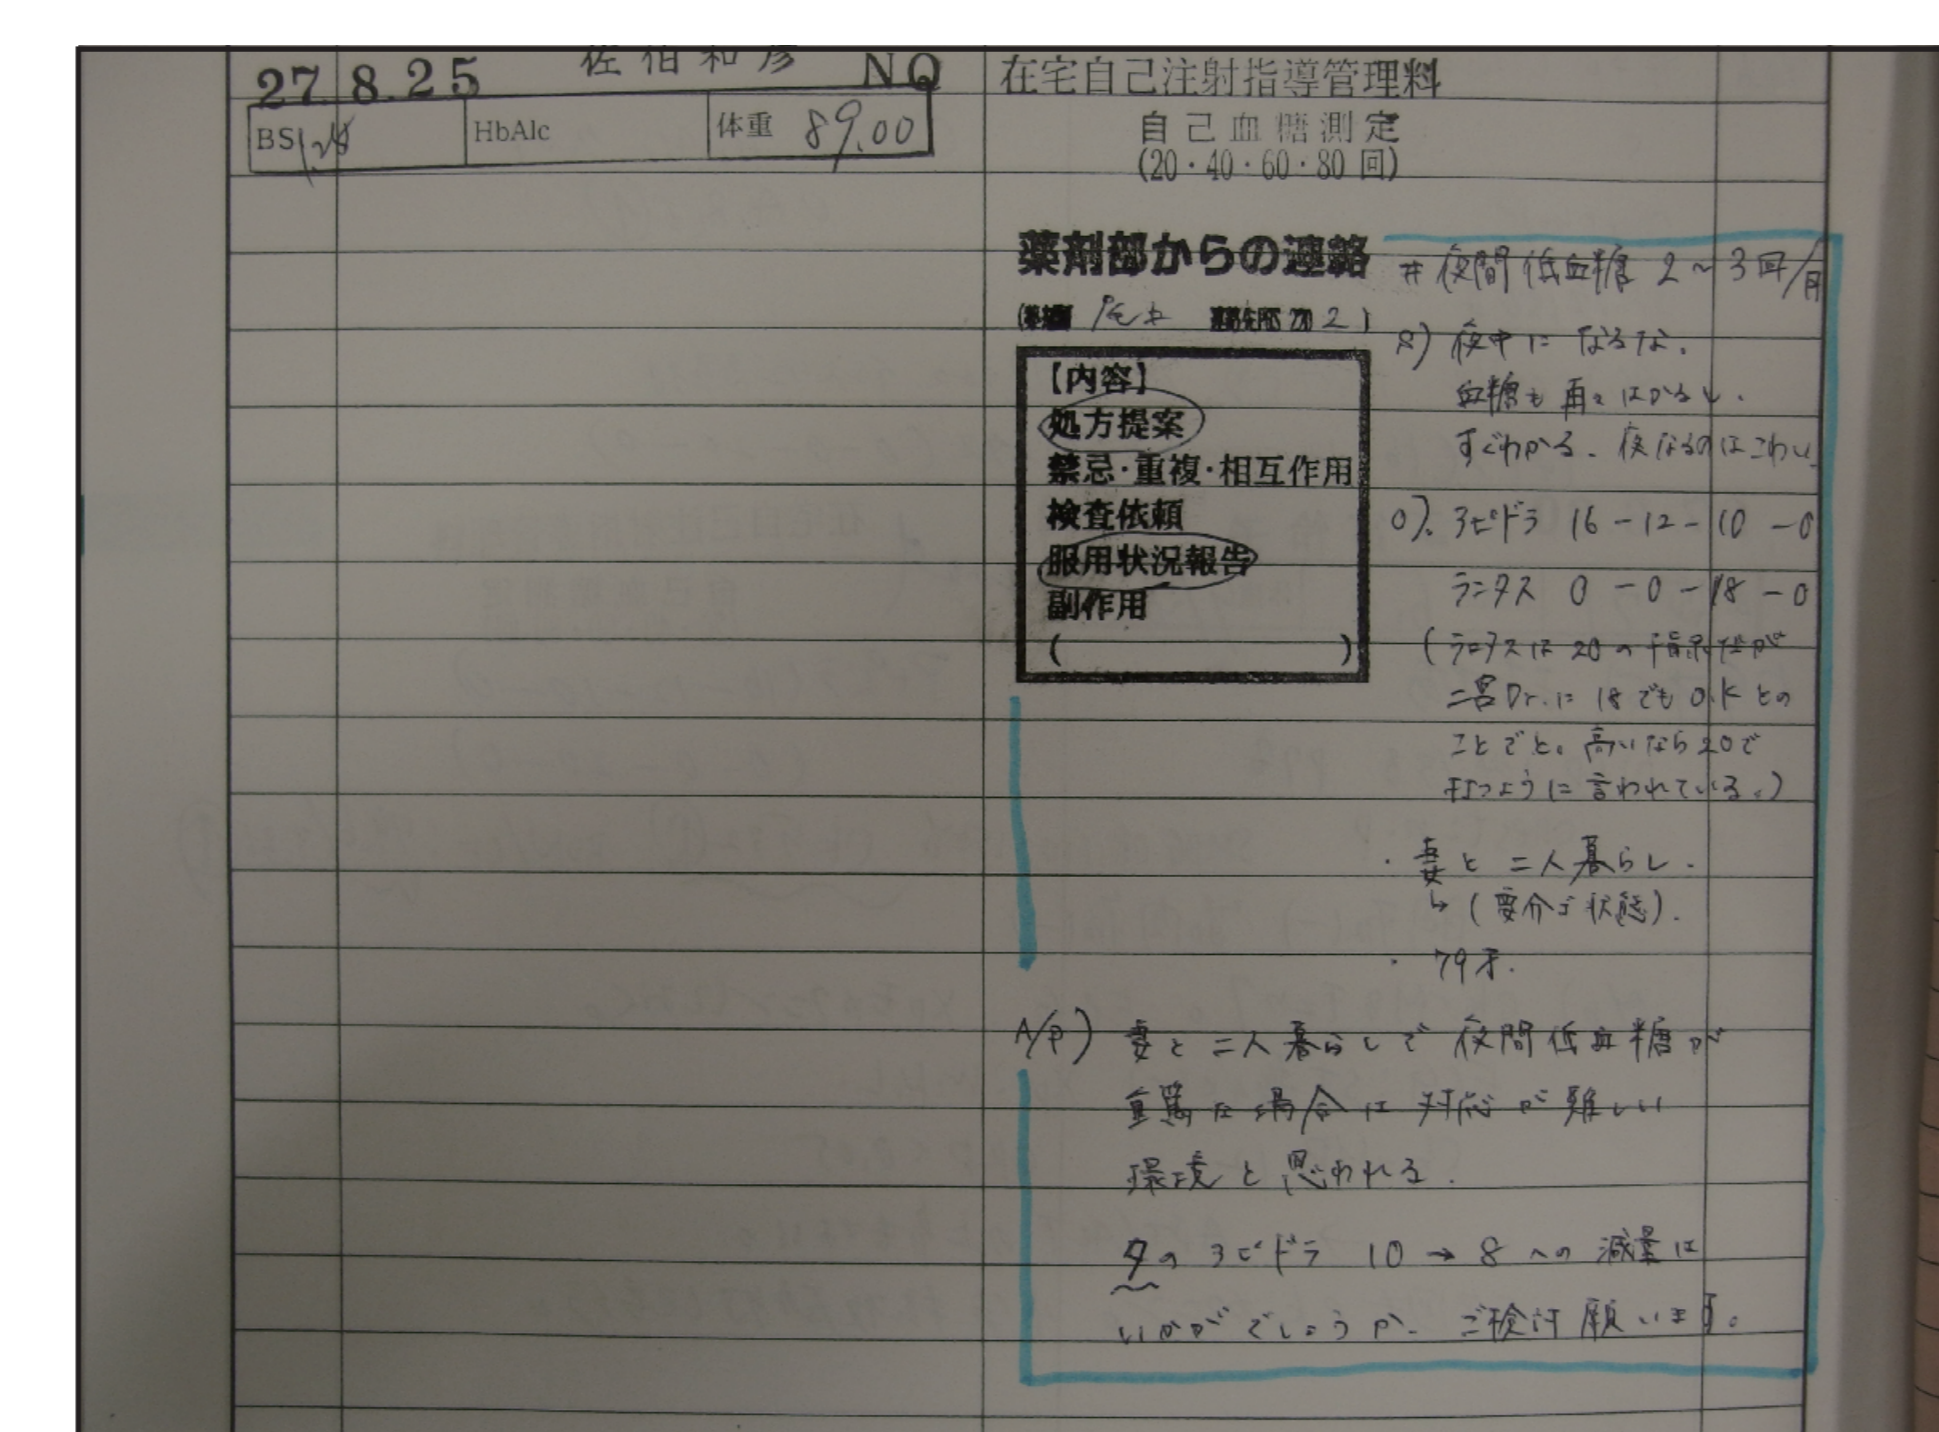 佐伯和彦 NQ
27.8.25
BS 128 HbAlc 体重 89.00
在宅自己注射指導管理料
自己血糖測定
(20・40・60・80回)
薬剤部からの連絡
2)
【内容】
処方提案
禁忌・重複・相互作用
検査依頼
服用状況報告
副作用
( )
# 夜間低血糖 2~3回/月
S) 夜中になるな.
血糖も再々はかるし.
すぐわかる. 夜なるのはこわい
O). アピドラ 16-12-10-0
ランタス 0-0-18-0
(ランタスは20の指示だが
二宮Dr.に18でもO.Kとの
ことでと。高いなら20で
打つように言われている.)
・妻と二人暮らし.
↳(要介護状態).
・79才.
A/P) 妻と二人暮らしで夜間低血糖が
重篤な場合は対応が難しい
環境と思われる.
夕のアピドラ 10→8への減量は
いかがでしょうか. ご検討願います。